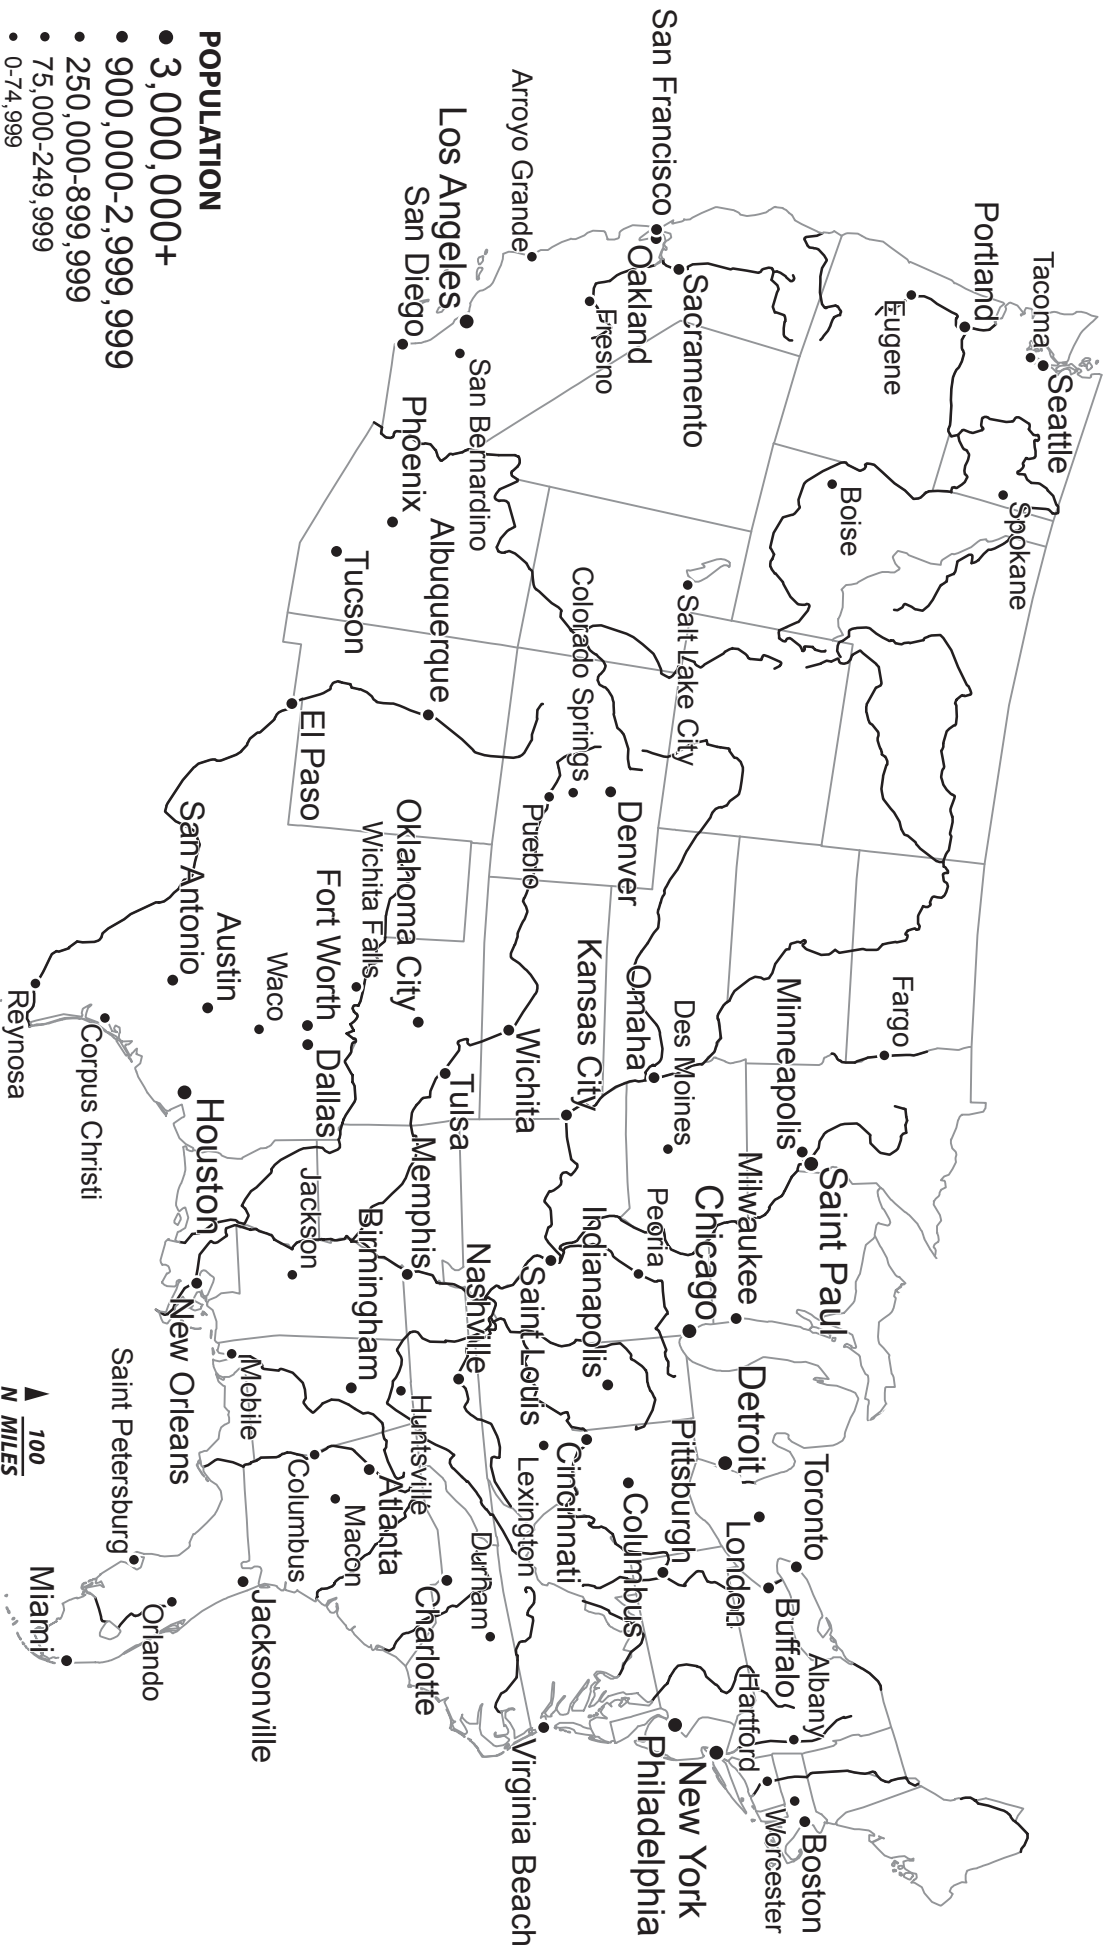 Tacoma
Seattle
Portland
Spokane
Eugene
Boise
San Francisco
Sacramento
Oakland
Fresno
Arroyo Grande
Los Angeles
San Diego
San Bernardino
Phoenix
Tucson
Albuquerque
Salt Lake City
Colorado Springs
Denver
Pueblo
El Paso
Fargo
Minneapolis
Saint Paul
Omaha
Des Moines
Kansas City
Wichita
Oklahoma City
Wichita Falls
Fort Worth
Dallas
Waco
Austin
San Antonio
Houston
Corpus Christi
Reynosa
Tulsa
Memphis
Milwaukee
Chicago
Peoria
Indianapolis
Saint Louis
Nashville
Birmingham
Jackson
New Orleans
Mobile
Huntsville
Detroit
Toronto
London
Buffalo
Pittsburgh
Columbus
Cincinnati
Lexington
Durham
Charlotte
Atlanta
Macon
Columbus
Jacksonville
Saint Petersburg
Orlando
Miami
Albany
Hartford
Worcester
Boston
New York
Philadelphia
Virginia Beach
POPULATION
3,000,000+
900,000-2,999,999
250,000-899,999
75,000-249,999
0-74,999
100
N MILES